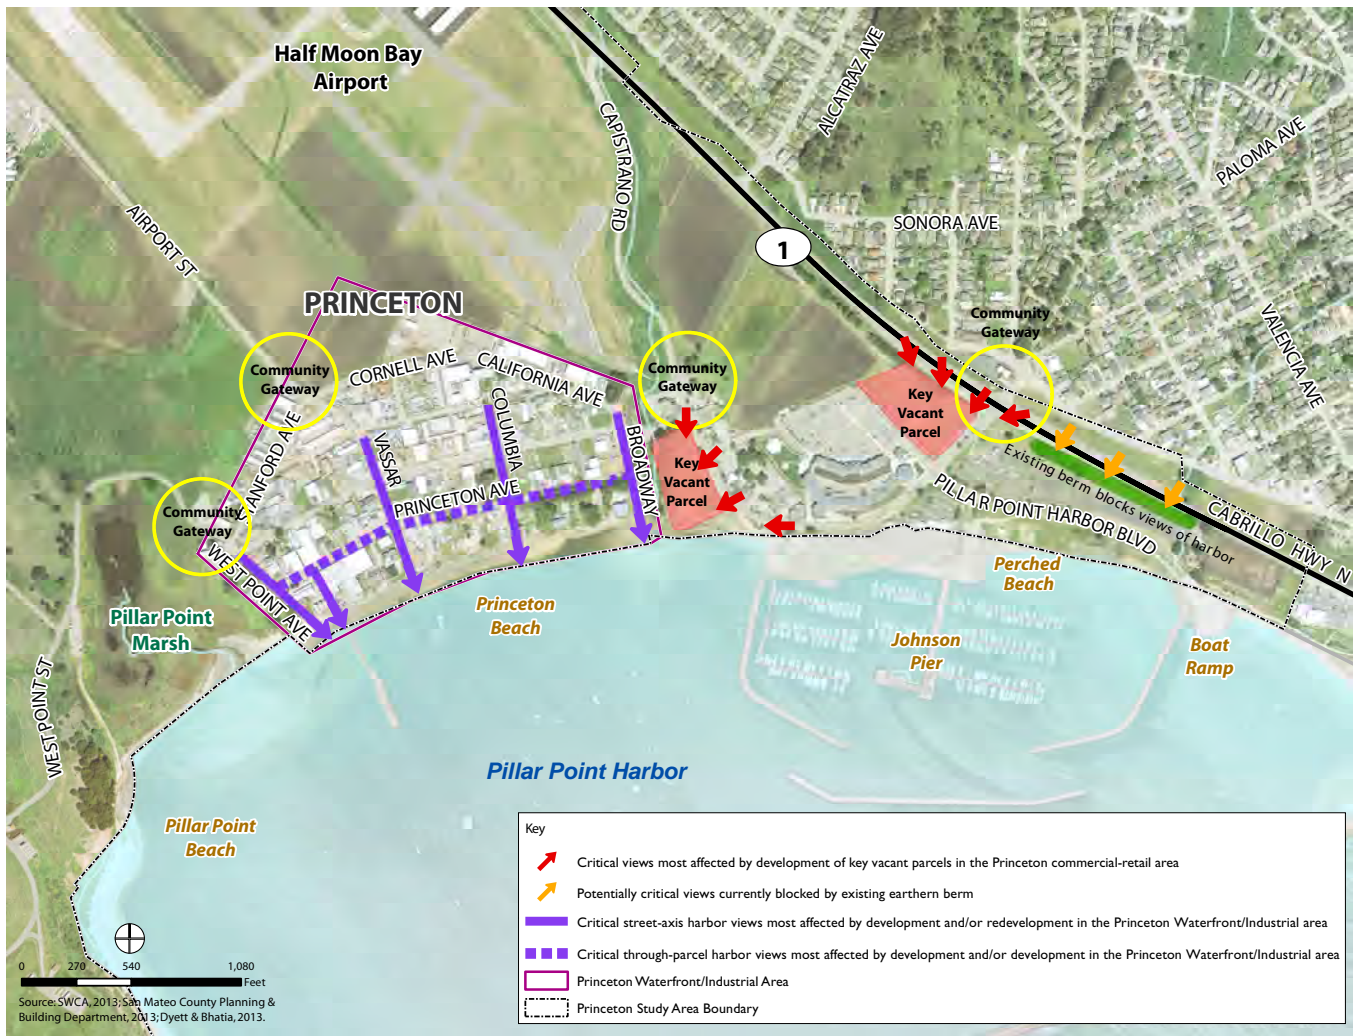 Half Moon Bay
Airport
ALCATRAZ AVE
CAPISTRANO RD
PALOMA AVE
AIRPORT ST
SONORA AVE
1
PRINCETON
VALENCIA AVE
Community
Gateway
Community
Gateway
Community
Gateway
CORNELL AVE
CALIFORNIA AVE
COLUMBIA
Key
Vacant
Parcel
STANFORD AVE
VASSAR
BROADWAY
Key
Vacant
Parcel
PRINCETON AVE
Existing berm blocks views of harbor
PILLAR POINT HARBOR BLVD
CABRILLO HWY N
Community
Gateway
WEST POINT AVE
Perched
Beach
Princeton
Beach
Pillar Point
Marsh
Johnson
Pier
Boat
Ramp
WEST POINT ST
Pillar Point Harbor
Pillar Point
Beach
Key
Critical views most affected by development of key vacant parcels in the Princeton commercial-retail area
Potentially critical views currently blocked by existing earthern berm
Critical street-axis harbor views most affected by development and/or redevelopment in the Princeton Waterfront/Industrial area
Critical through-parcel harbor views most affected by development and/or development in the Princeton Waterfront/Industrial area
Princeton Waterfront/Industrial Area
Princeton Study Area Boundary
0 270 540 1,080
Feet
Source: SWCA, 2013; San Mateo County Planning &
Building Department, 2013; Dyett & Bhatia, 2013.